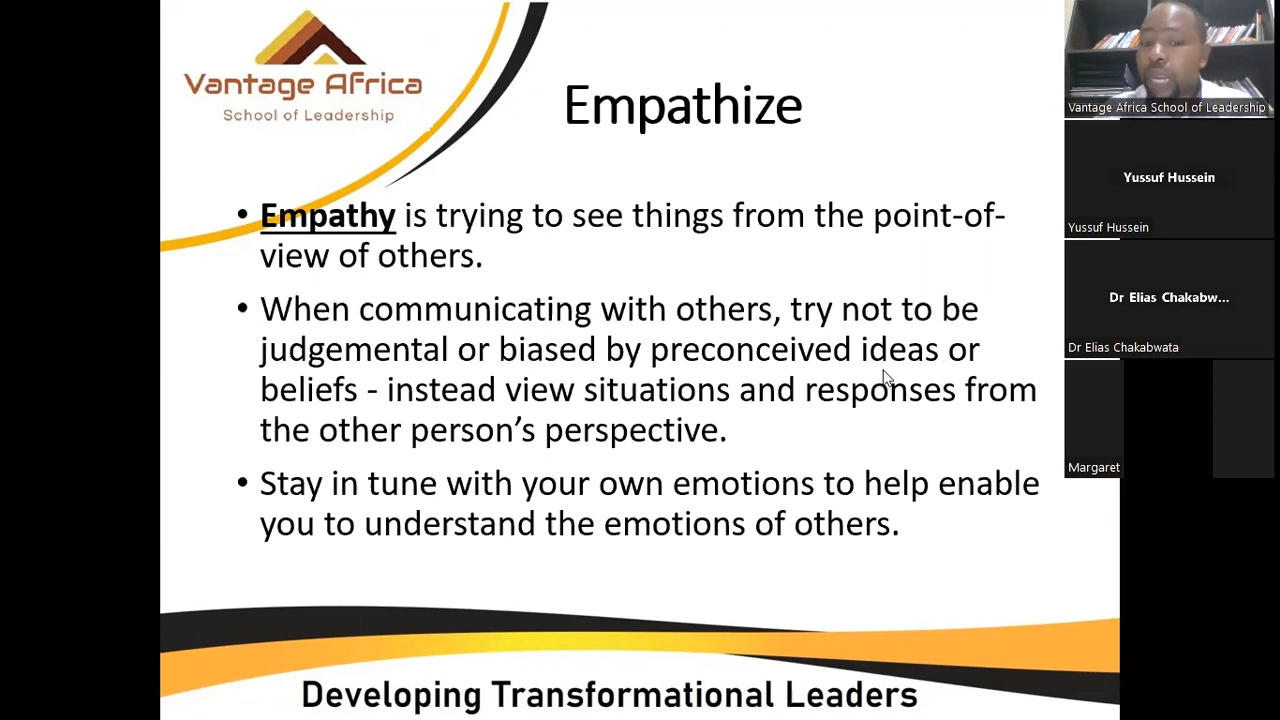 Vantage Africa
School of Leadership
Empathize
• Empathy is trying to see things from the point-of-
view of others.
• When communicating with others, try not to be
judgemental or biased by preconceived ideas or
beliefs - instead view situations and responses from
the other person's perspective.
• Stay in tune with your own emotions to help enable
you to understand the emotions of others.
Developing Transformational Leaders
Vantage Africa School of Leadership
Yussuf Hussein
Yussuf Hussein
Dr Elias Chakabw...
Dr Elias Chakabwata
Margaret